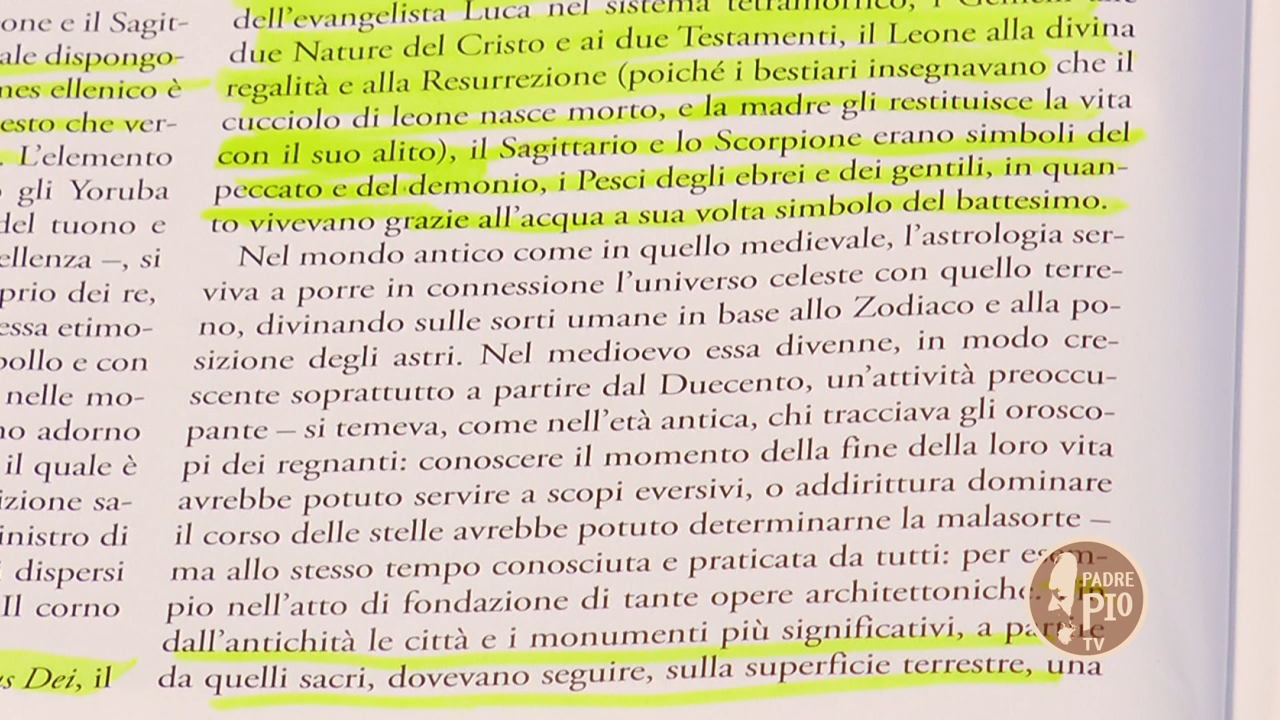 one e il Sagit-
ale dispongo-
nes ellenico è
esto che ver-
. L'elemento
gli Yoruba
del tuono e
ellenza –, si
prio dei re,
essa etimo-
pollo e con
nelle mo-
no adorno
il quale è
izione sa-
inistro di
dispersi
Il corno
us Dei, il
dell'evangelista Luca nel sistema tetramorfico, i Gemelli alle
due Nature del Cristo e ai due Testamenti, il Leone alla divina
regalità e alla Resurrezione (poiché i bestiari insegnavano che il
cucciolo di leone nasce morto, e la madre gli restituisce la vita
con il suo alito), il Sagittario e lo Scorpione erano simboli del
peccato e del demonio, i Pesci degli ebrei e dei gentili, in quan-
to vivevano grazie all'acqua a sua volta simbolo del battesimo.
Nel mondo antico come in quello medievale, l'astrologia ser-
viva a porre in connessione l'universo celeste con quello terre-
no, divinando sulle sorti umane in base allo Zodiaco e alla po-
sizione degli astri. Nel medioevo essa divenne, in modo cre-
scente soprattutto a partire dal Duecento, un'attività preoccu-
pante – si temeva, come nell'età antica, chi tracciava gli orosco-
pi dei regnanti: conoscere il momento della fine della loro vita
avrebbe potuto servire a scopi eversivi, o addirittura dominare
il corso delle stelle avrebbe potuto determinarne la malasorte –
ma allo stesso tempo conosciuta e praticata da tutti: per esem-
pio nell'atto di fondazione di tante opere architettoniche.
dall'antichità le città e i monumenti più significativi, a partire
da quelli sacri, dovevano seguire, sulla superficie terrestre, una
PADRE
PIO
TV